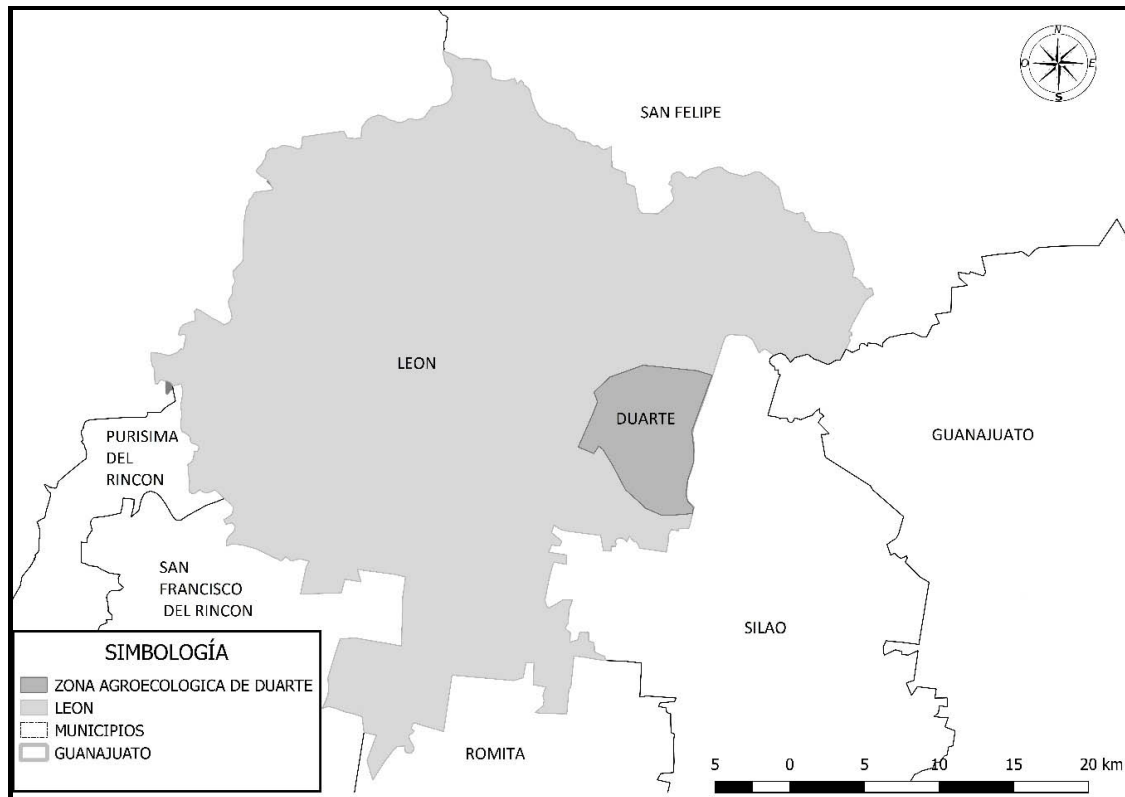 N
O
E
S
SAN FELIPE
LEON
DUARTE
GUANAJUATO
PURISIMA
DEL
RINCON
SAN
FRANCISCO
DEL RINCON
SILAO
ROMITA
SIMBOLOGÍA
ZONA AGROECOLOGICA DE DUARTE
LEON
MUNICIPIOS
GUANAJUATO
5 0 5 10 15 20 km